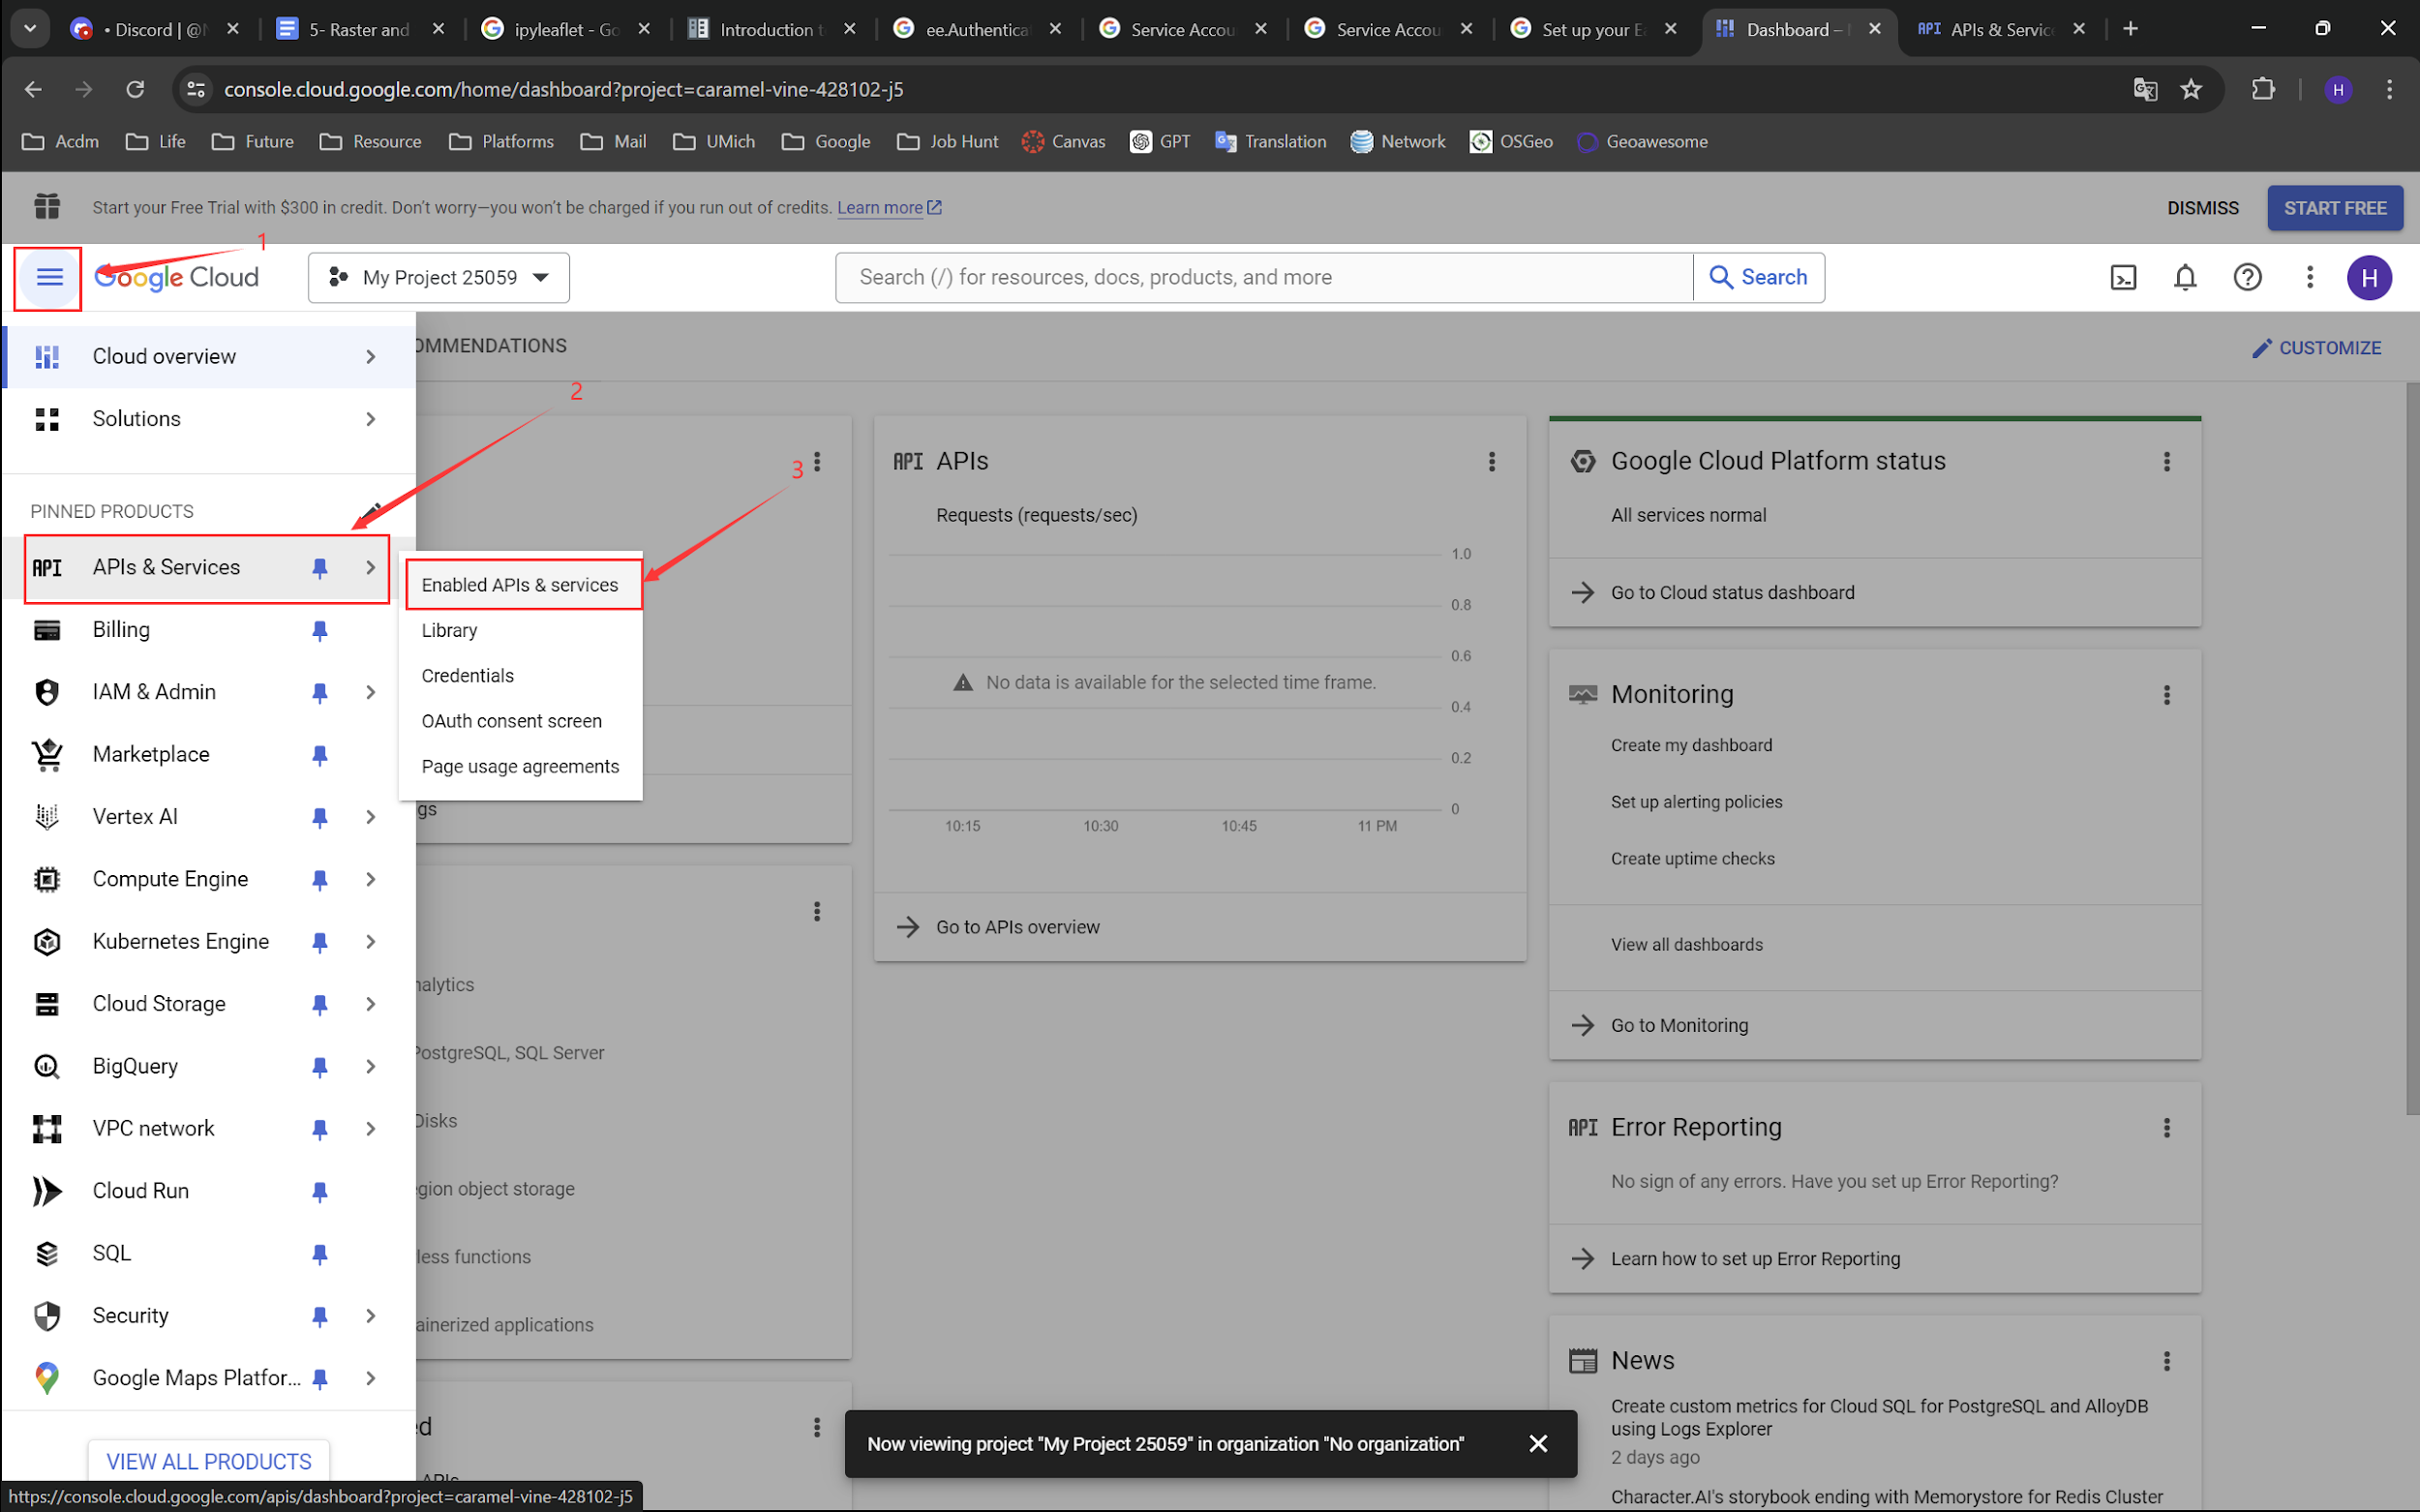 • Discord | @
5- Raster and
ipyleaflet - Go
Introduction t
ee.Authentica
Service Accou
Service Accou
Set up your Ea
Dashboard –
API APIs & Service
console.cloud.google.com/home/dashboard?project=caramel-vine-428102-j5
H
Acdm
Life
Future
Resource
Platforms
Mail
UMich
Google
Job Hunt
Canvas
GPT
Translation
Network
OSGeo
Geoawesome
Start your Free Trial with $300 in credit. Don't worry—you won't be charged if you run out of credits. Learn more
DISMISS
START FREE
1
Google Cloud
My Project 25059
Search (/) for resources, docs, products, and more
Search
H
Cloud overview
Solutions
PINNED PRODUCTS
API APIs & Services
Billing
IAM & Admin
Marketplace
Vertex AI
Compute Engine
Kubernetes Engine
Cloud Storage
BigQuery
VPC network
Cloud Run
SQL
Security
Google Maps Platfor...
VIEW ALL PRODUCTS
https://console.cloud.google.com/apis/dashboard?project=caramel-vine-428102-j5
2
3
Enabled APIs & services
Library
Credentials
OAuth consent screen
Page usage agreements
OMMENDATIONS
CUSTOMIZE
gs
nalytics
PostgreSQL, SQL Server
Disks
egion object storage
less functions
ainerized applications
ed
APIs
API APIs
Requests (requests/sec)
1.0
0.8
0.6
No data is available for the selected time frame.
0.4
0.2
0
10:15
10:30
10:45
11 PM
Go to APIs overview
Google Cloud Platform status
All services normal
Go to Cloud status dashboard
Monitoring
Create my dashboard
Set up alerting policies
Create uptime checks
View all dashboards
Go to Monitoring
API Error Reporting
No sign of any errors. Have you set up Error Reporting?
Learn how to set up Error Reporting
News
Create custom metrics for Cloud SQL for PostgreSQL and AlloyDB
using Logs Explorer
2 days ago
Character.AI's storybook ending with Memorystore for Redis Cluster
Now viewing project "My Project 25059" in organization "No organization"